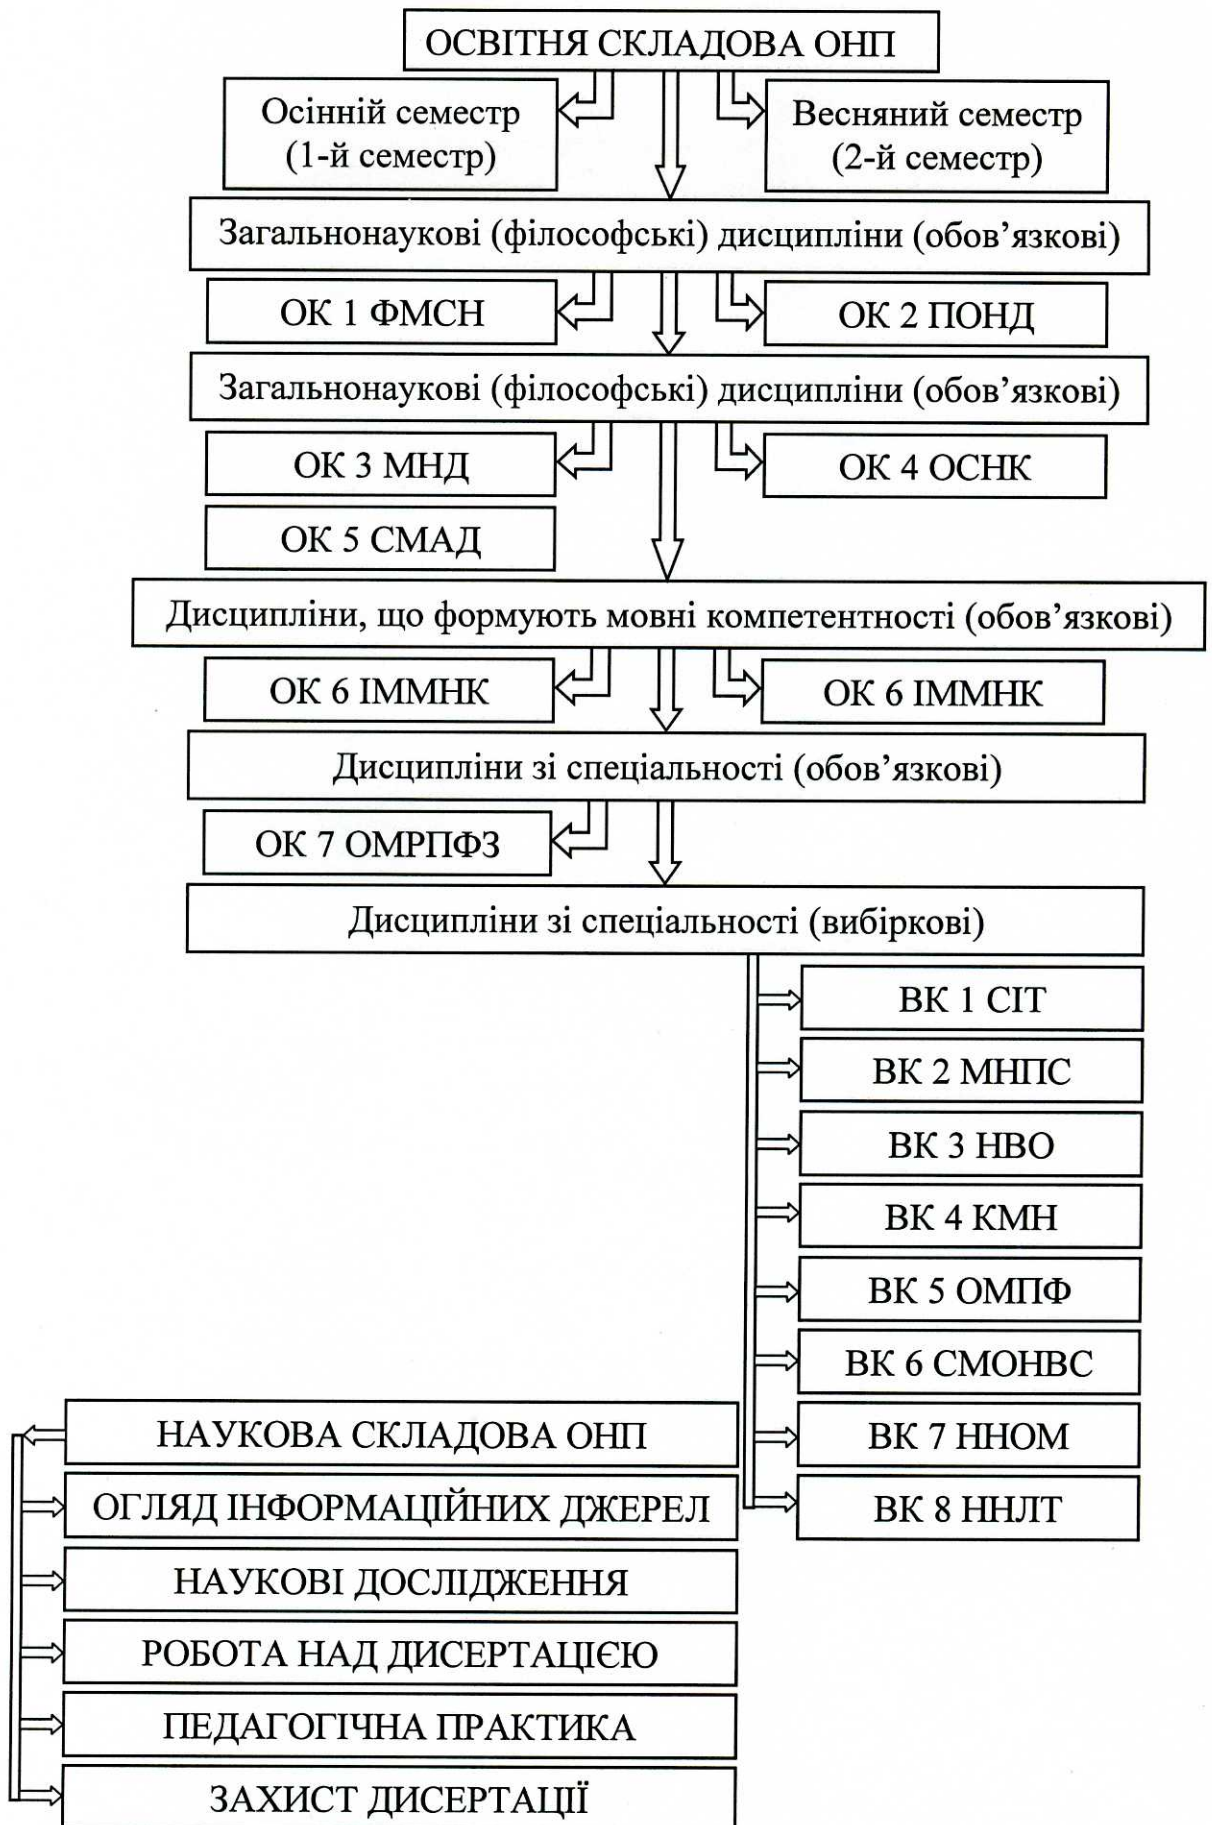 ОСВІТНЯ СКЛАДОВА ОНП
Осінній семестр
(1-й семестр)
Весняний семестр
(2-й семестр)
Загальнонаукові (філософські) дисципліни (обов’язкові)
ОК 1 ФМСН
ОК 2 ПОНД
Загальнонаукові (філософські) дисципліни (обов’язкові)
ОК 3 МНД
ОК 4 ОСНК
ОК 5 СМАД
Дисципліни, що формують мовні компетентності (обов’язкові)
ОК 6 ІММНК
ОК 6 ІММНК
Дисципліни зі спеціальності (обов’язкові)
ОК 7 ОМРПФЗ
Дисципліни зі спеціальності (вибіркові)
ВК 1 СІТ
ВК 2 МНПС
ВК 3 НВО
ВК 4 КМН
ВК 5 ОМПФ
ВК 6 СМОНВС
ВК 7 ННОМ
ВК 8 ННЛТ
НАУКОВА СКЛАДОВА ОНП
ОГЛЯД ІНФОРМАЦІЙНИХ ДЖЕРЕЛ
НАУКОВІ ДОСЛІДЖЕННЯ
РОБОТА НАД ДИСЕРТАЦІЄЮ
ПЕДАГОГІЧНА ПРАКТИКА
ЗАХИСТ ДИСЕРТАЦІЇ